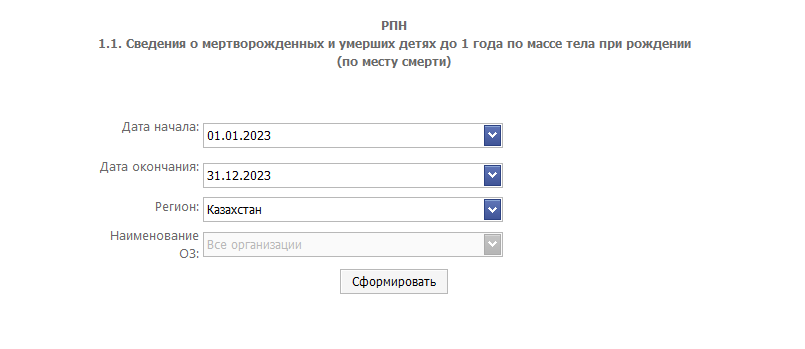 РПН
1.1. Сведения о мертворожденных и умерших детях до 1 года по массе тела при рождении
(по месту смерти)
Дата начала:
01.01.2023
Дата окончания:
31.12.2023
Регион:
Казахстан
Наименование
ОЗ:
Все организации
Сформировать